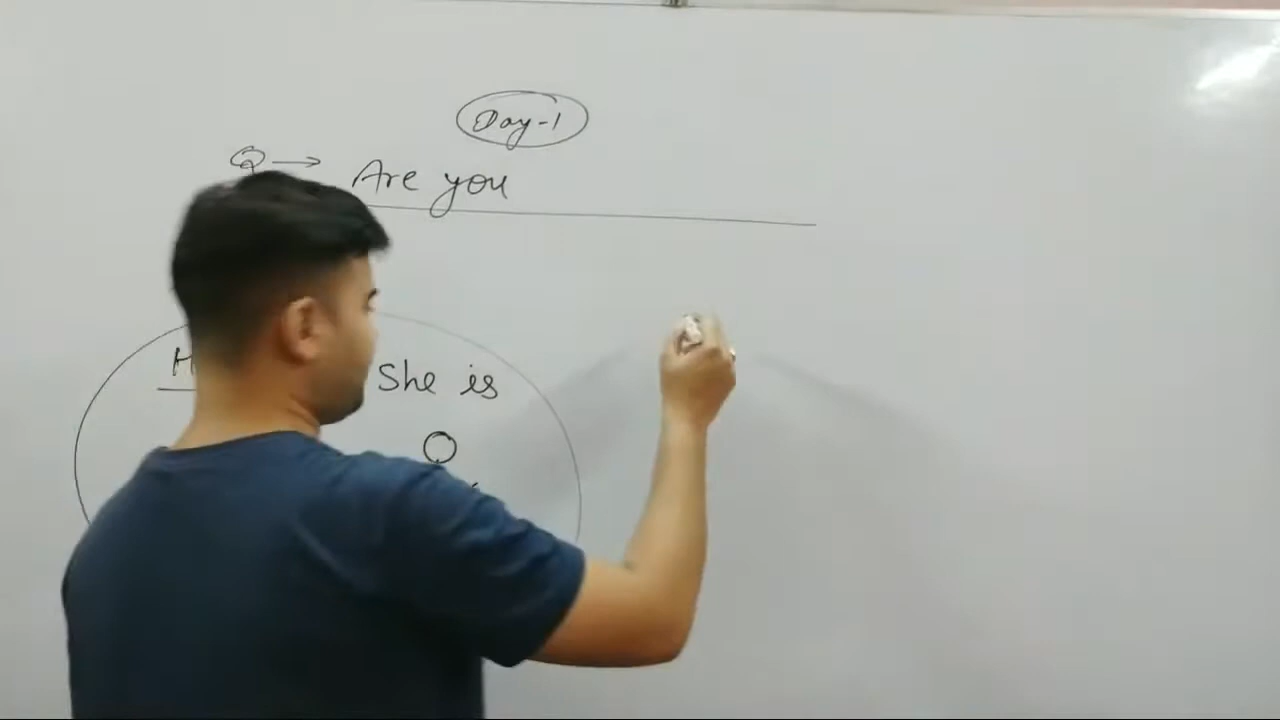 Day-1
Q → Are you
She is